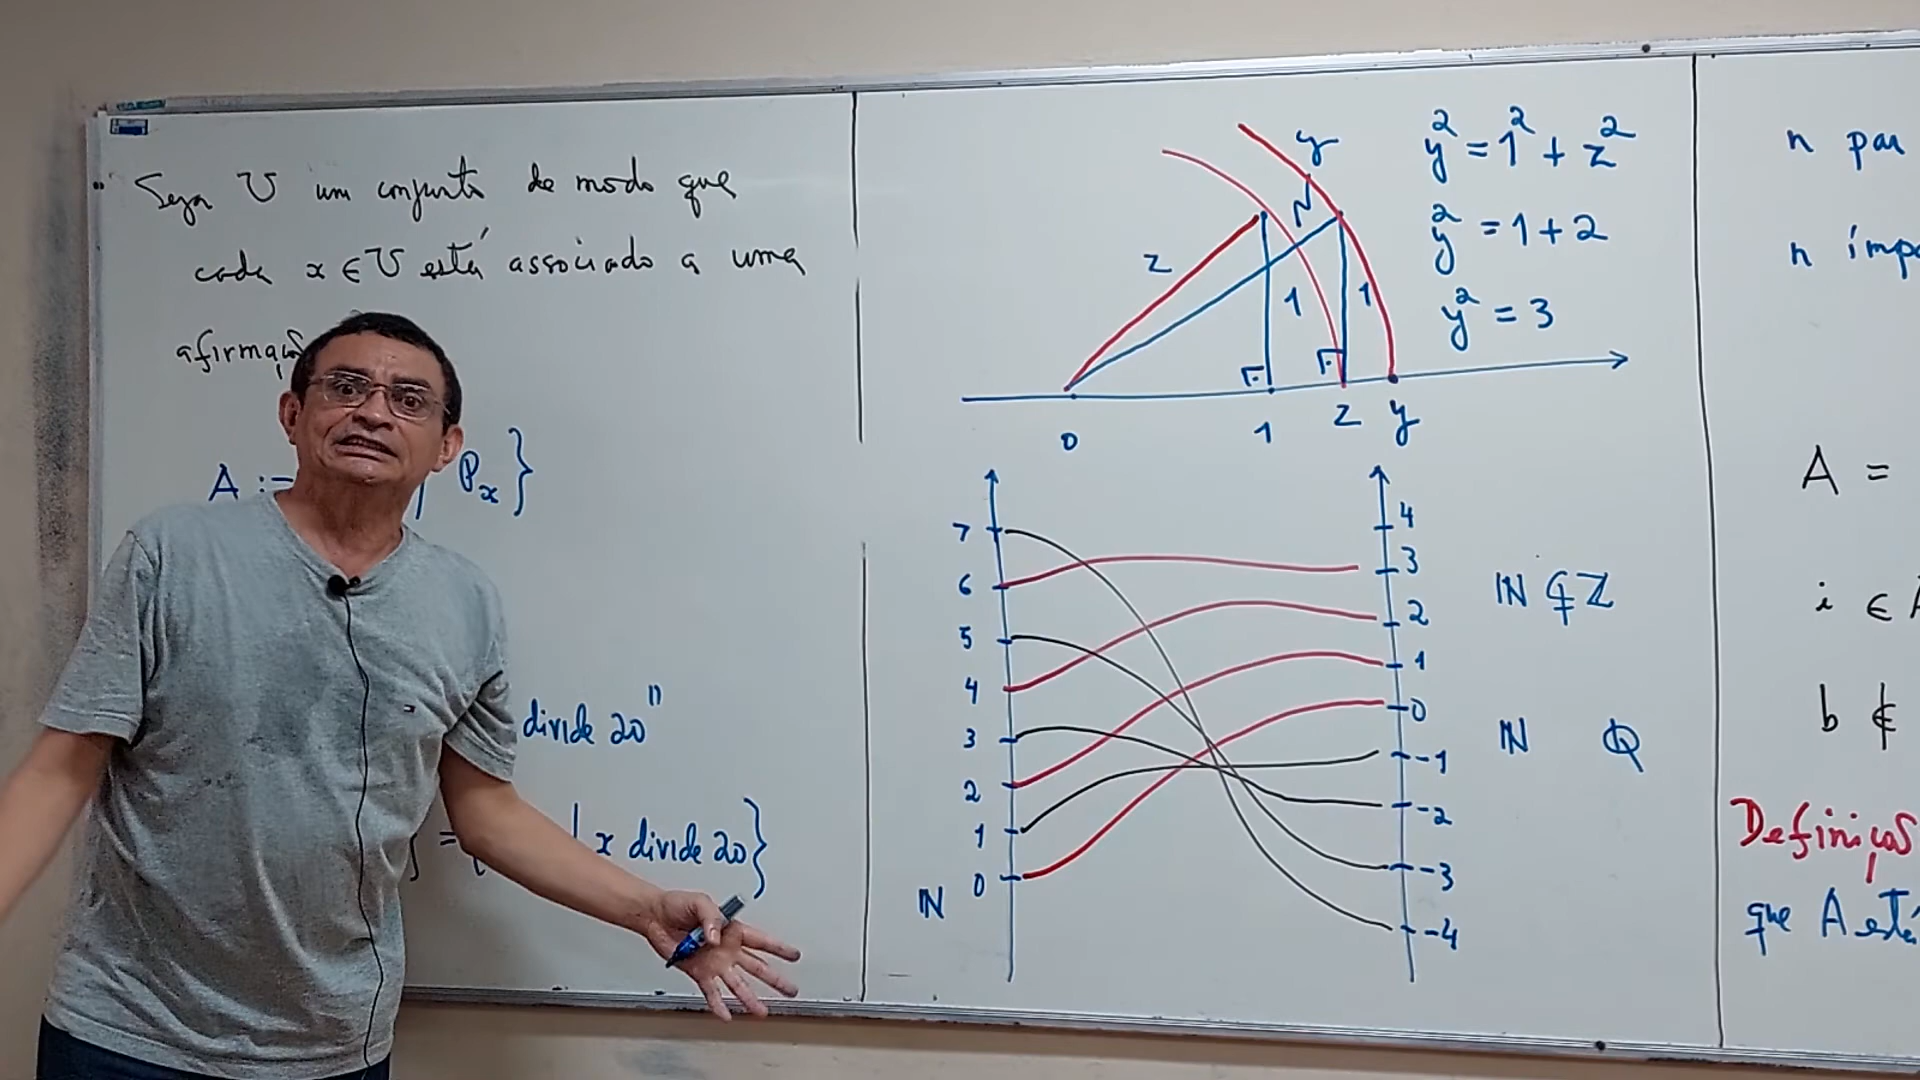 Seja U um conjunto de modo que
cada x ∈ U está associado a uma
afirmação
A :=
| Px}
divide 20"
} = {
| x divide 20}
y
z
1
1
0
1
z
y
y² = 1² + z²
y² = 1 + 2
y² = 3
7
6
5
4
3
2
1
0
ℕ
4
3
2
1
0
-1
-2
-3
-4
ℕ ⊊ ℤ
ℕ ℚ
n par
n ímpa
A =
i ∈ A
b ∉
Definição
que A está